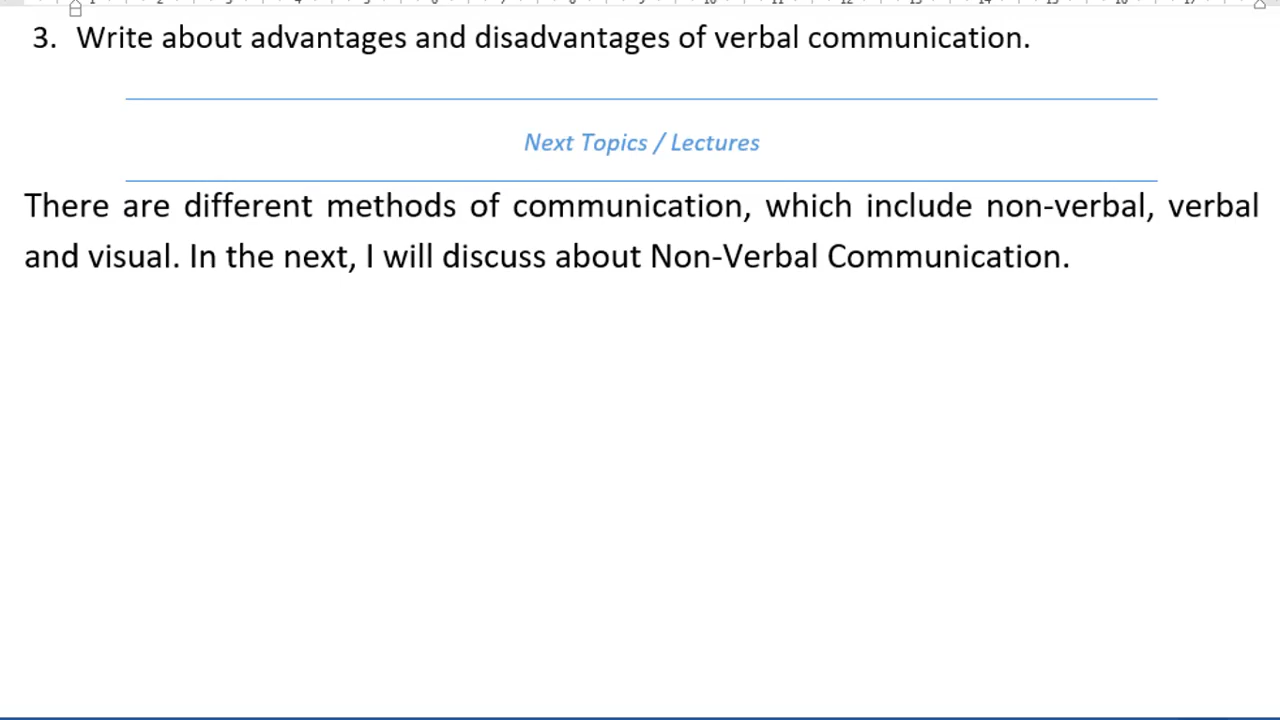 3. Write about advantages and disadvantages of verbal communication.
Next Topics / Lectures
There are different methods of communication, which include non-verbal, verbal
and visual. In the next, I will discuss about Non-Verbal Communication.